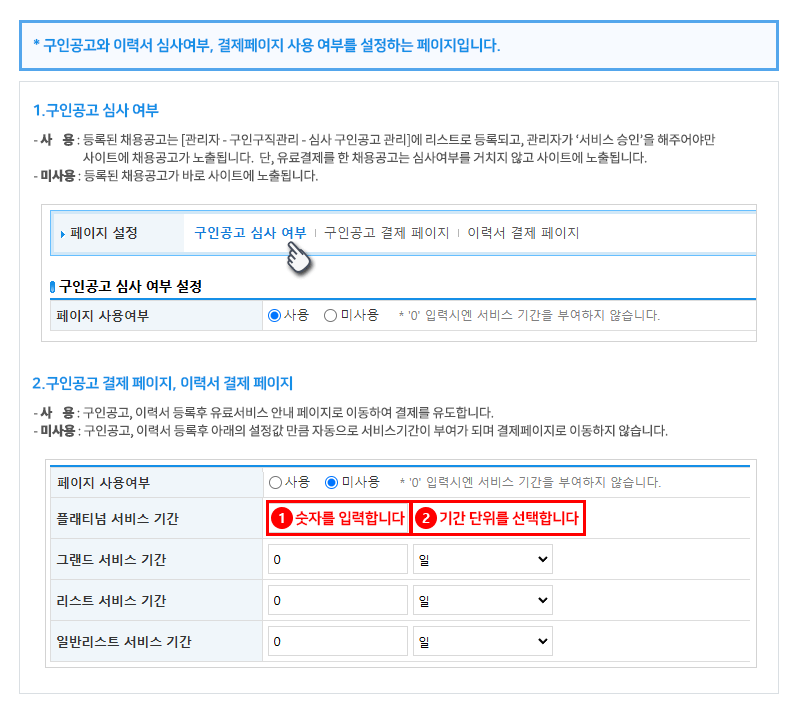 * 구인공고와 이력서 심사여부, 결제페이지 사용 여부를 설정하는 페이지입니다.
1.구인공고 심사 여부
- 사 용 : 등록된 채용공고는 [관리자 - 구인구직관리 - 심사 구인공고 관리]에 리스트로 등록되고, 관리자가 '서비스 승인'을 해주어야만
사이트에 채용공고가 노출됩니다. 단, 유료결제를 한 채용공고는 심사여부를 거치지 않고 사이트에 노출됩니다.
- 미사용 : 등록된 채용공고가 바로 사이트에 노출됩니다.
페이지 설정 구인공고 심사 여부 | 구인공고 결제 페이지 | 이력서 결제 페이지
구인공고 심사 여부 설정
페이지 사용여부 사용 미사용 * '0' 입력시엔 서비스 기간을 부여하지 않습니다.
2.구인공고 결제 페이지, 이력서 결제 페이지
- 사 용 : 구인공고, 이력서 등록후 유료서비스 안내 페이지로 이동하여 결제를 유도합니다.
- 미사용 : 구인공고, 이력서 등록후 아래의 설정값 만큼 자동으로 서비스기간이 부여가 되며 결제페이지로 이동하지 않습니다.
페이지 사용여부 사용 미사용 * '0' 입력시엔 서비스 기간을 부여하지 않습니다.
플래티넘 서비스 기간 1 숫자를 입력합니다 2 기간 단위를 선택합니다
그랜드 서비스 기간 0 일
리스트 서비스 기간 0 일
일반리스트 서비스 기간 0 일